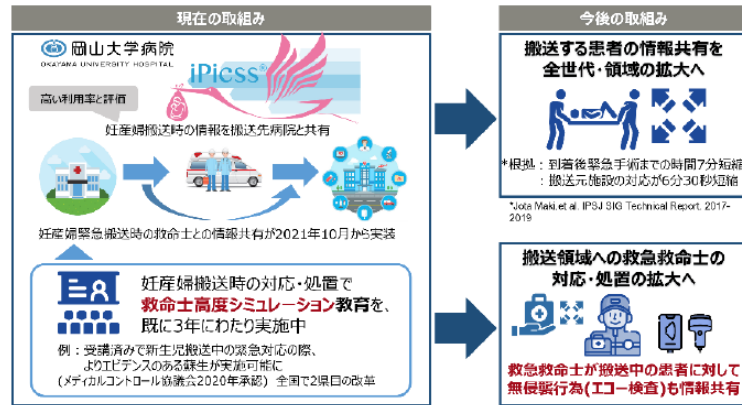 現在の取組み
岡山大学病院
OKAYAMA UNIVERSITY HOSPITAL
iPicss®
高い利用率と評価
妊産婦搬送時の情報を搬送先病院と共有
妊産婦緊急搬送時の救命士との情報共有が2021年10月から実装
妊産婦搬送時の対応・処置で
救命士高度シミュレーション教育を、
既に3年にわたり実施中
例：受講済みで新生児搬送中の緊急対応の際、
よりエビデンスのある蘇生が実施可能に
(メディカルコントロール協議会2020年承認) 全国で2県目の改革
今後の取組み
搬送する患者の情報共有を
全世代・領域の拡大へ
*根拠：到着後緊急手術までの時間7分短縮
：搬送元施設の対応が6分30秒短縮
*Jota Maki,et al. IPSJ SIG Technical Report, 2017-
2019
搬送領域への救急救命士の
対応・処置の拡大へ
救急救命士が搬送中の患者に対して
無侵襲行為(エコー検査)も情報共有